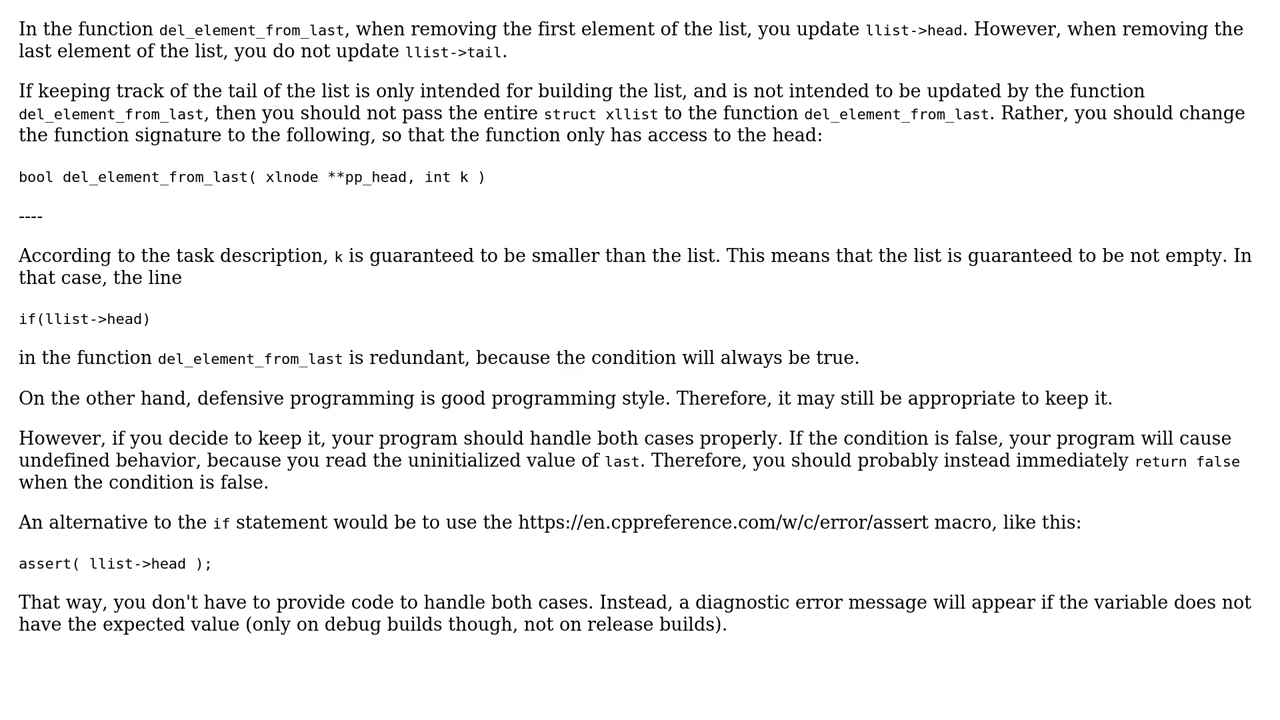 In the function del_element_from_last, when removing the first element of the list, you update llist->head. However, when removing the
last element of the list, you do not update llist->tail.
If keeping track of the tail of the list is only intended for building the list, and is not intended to be updated by the function
del_element_from_last, then you should not pass the entire struct xllist to the function del_element_from_last. Rather, you should change
the function signature to the following, so that the function only has access to the head:
bool del_element_from_last( xlnode **pp_head, int k )
----
According to the task description, k is guaranteed to be smaller than the list. This means that the list is guaranteed to be not empty. In
that case, the line
if(llist->head)
in the function del_element_from_last is redundant, because the condition will always be true.
On the other hand, defensive programming is good programming style. Therefore, it may still be appropriate to keep it.
However, if you decide to keep it, your program should handle both cases properly. If the condition is false, your program will cause
undefined behavior, because you read the uninitialized value of last. Therefore, you should probably instead immediately return false
when the condition is false.
An alternative to the if statement would be to use the https://en.cppreference.com/w/c/error/assert macro, like this:
assert( llist->head );
That way, you don't have to provide code to handle both cases. Instead, a diagnostic error message will appear if the variable does not
have the expected value (only on debug builds though, not on release builds).